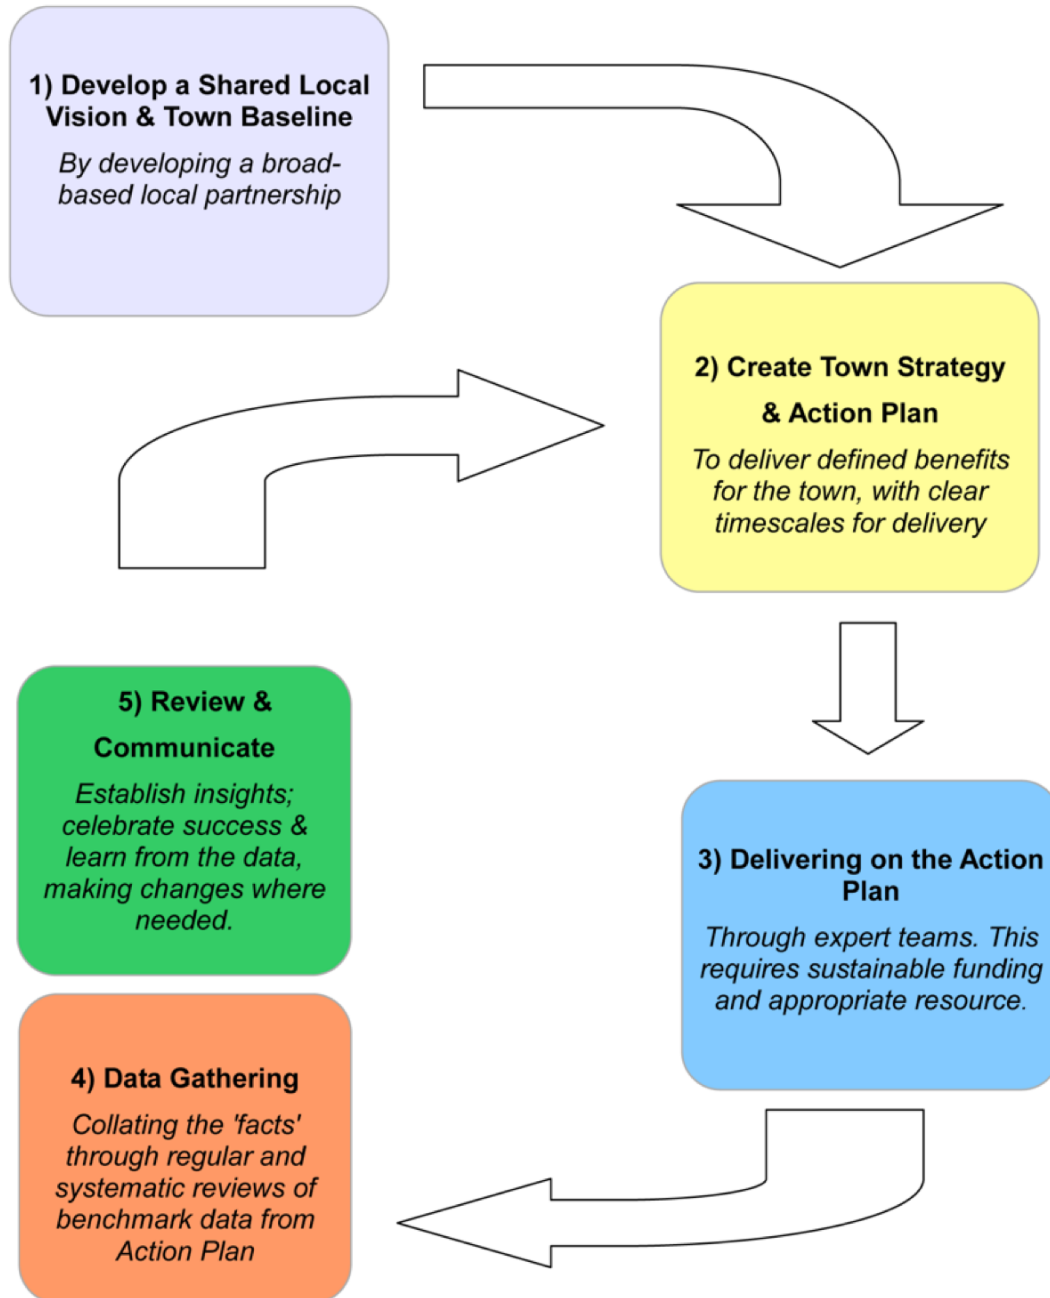 1) Develop a Shared Local
Vision & Town Baseline
By developing a broad-
based local partnership
2) Create Town Strategy
& Action Plan
To deliver defined benefits
for the town, with clear
timescales for delivery
3) Delivering on the Action
Plan
Through expert teams. This
requires sustainable funding
and appropriate resource.
4) Data Gathering
Collating the 'facts'
through regular and
systematic reviews of
benchmark data from
Action Plan
5) Review &
Communicate
Establish insights;
celebrate success &
learn from the data,
making changes where
needed.